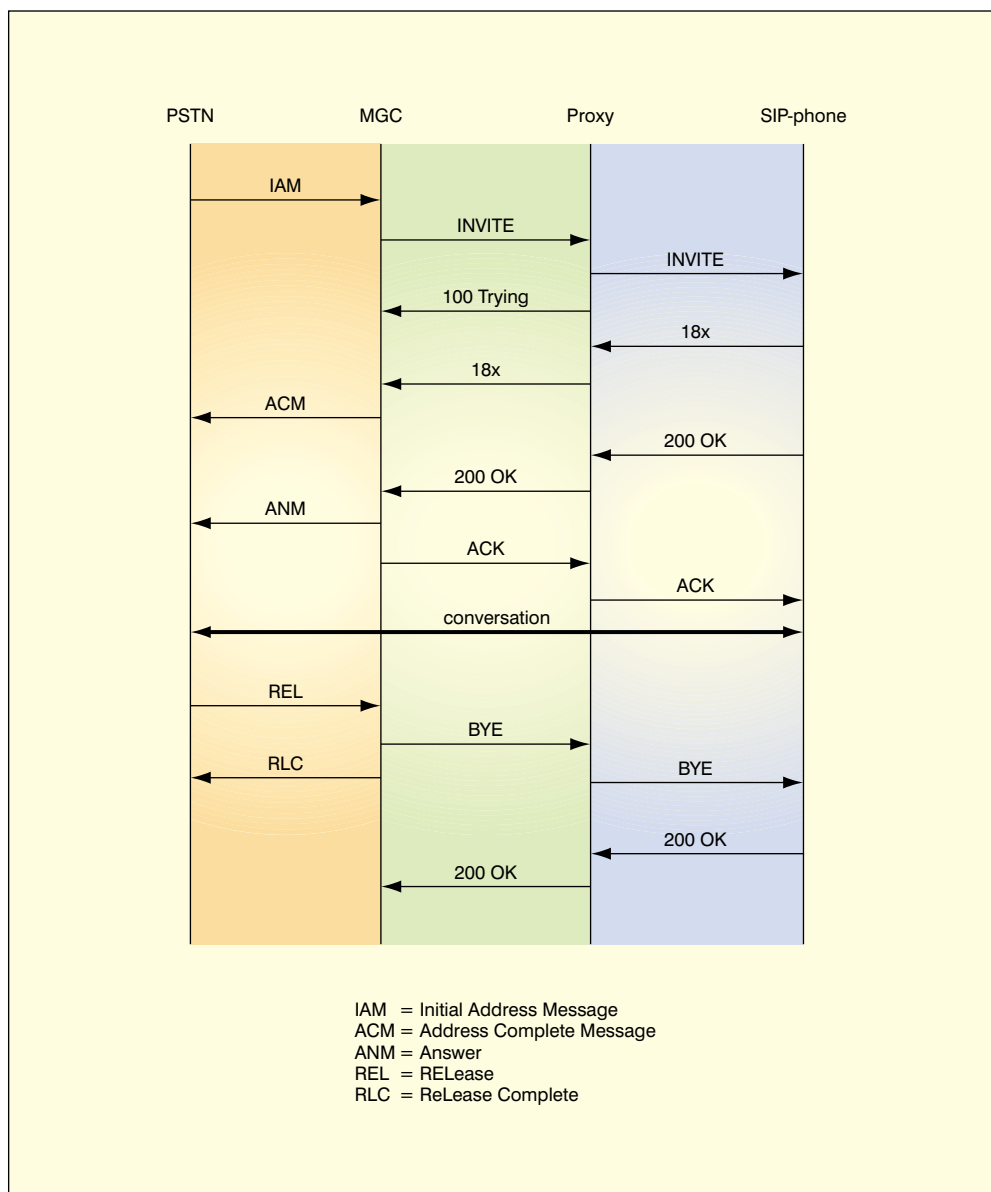 PSTN MGC Proxy SIP-phone
IAM
INVITE
INVITE
100 Trying
18x
18x
ACM
200 OK
200 OK
ANM
ACK
ACK
conversation
REL
BYE
RLC
BYE
200 OK
200 OK
IAM = Initial Address Message
ACM = Address Complete Message
ANM = Answer
REL = RELease
RLC = ReLease Complete